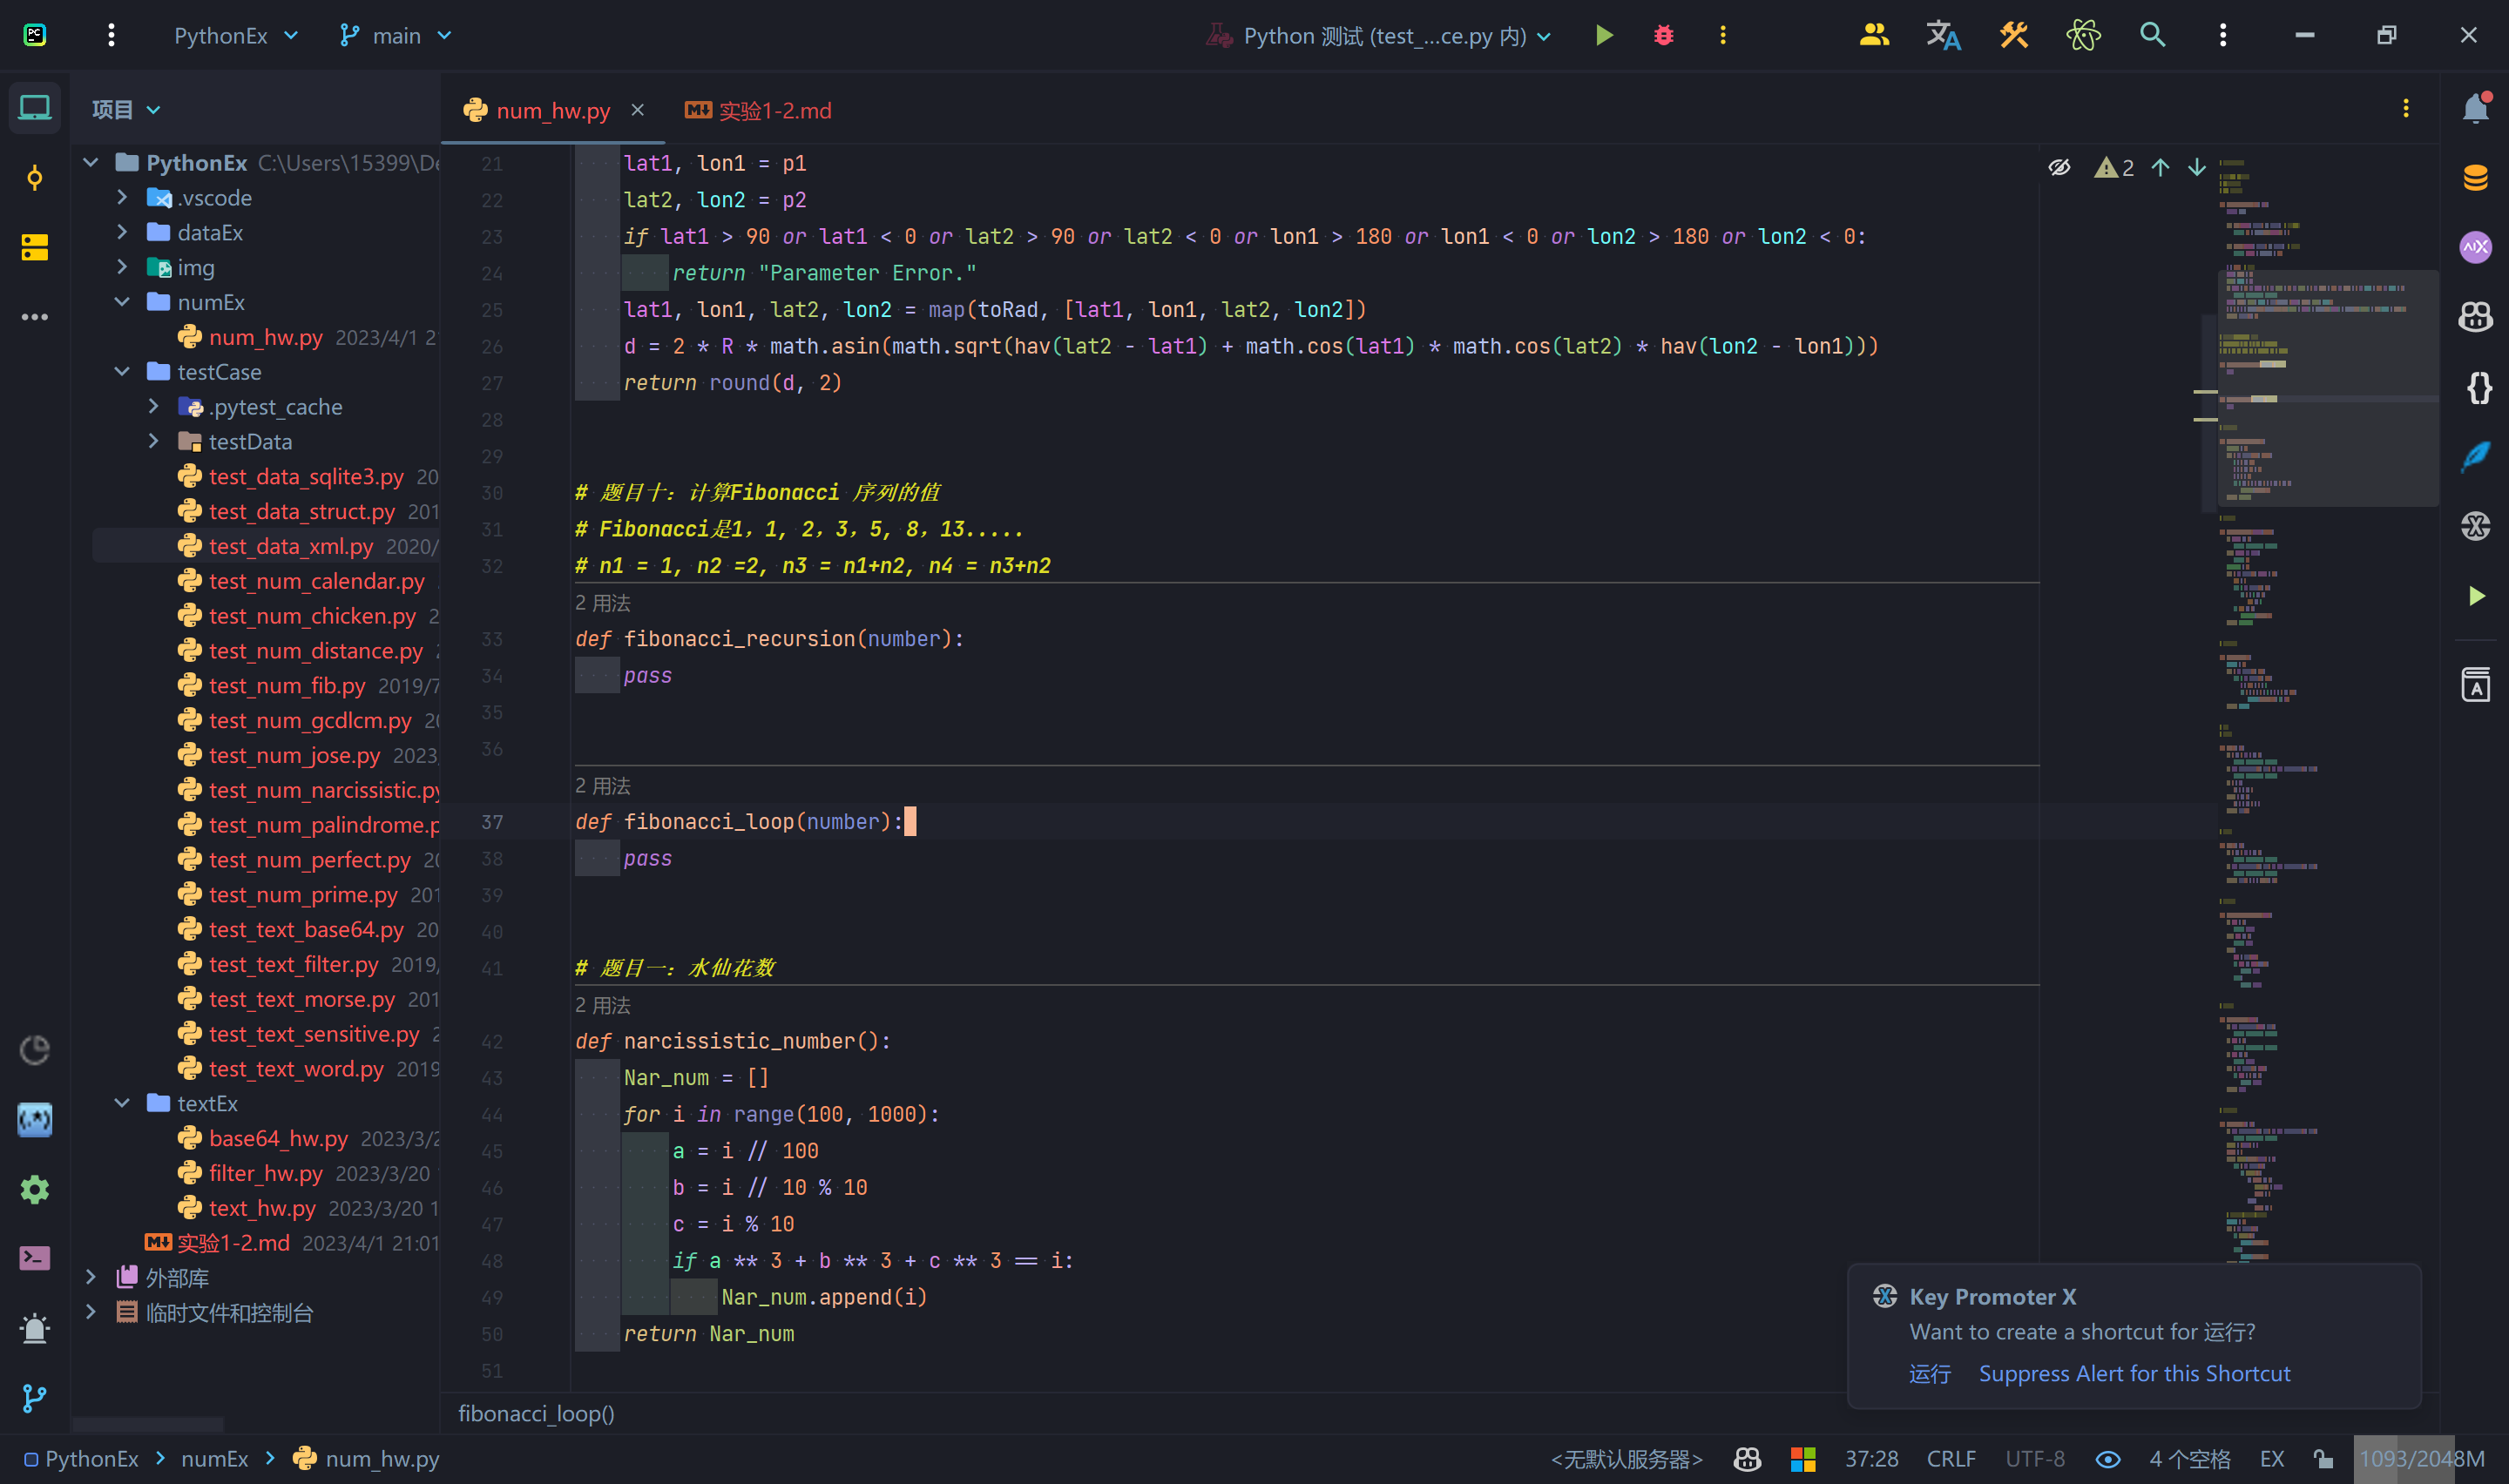 PythonEx
main
Python 测试 (test_...ce.py 内)
项目
num_hw.py
实验1-2.md
PythonEx C:\Users\15399\De
.vscode
dataEx
img
numEx
num_hw.py 2023/4/1 2
testCase
.pytest_cache
testData
test_data_sqlite3.py 20
test_data_struct.py 201
test_data_xml.py 2020/
test_num_calendar.py
test_num_chicken.py 2
test_num_distance.py
test_num_fib.py 2019/7
test_num_gcdlcm.py 20
test_num_jose.py 2023
test_num_narcissistic.py
test_num_palindrome.p
test_num_perfect.py 20
test_num_prime.py 201
test_text_base64.py 20
test_text_filter.py 2019/
test_text_morse.py 201
test_text_sensitive.py 2
test_text_word.py 2019
textEx
base64_hw.py 2023/3/2
filter_hw.py 2023/3/20
text_hw.py 2023/3/20 1
实验1-2.md 2023/4/1 21:01
外部库
临时文件和控制台
21 lat1, lon1 = p1
22 lat2, lon2 = p2
23 if lat1 > 90 or lat1 < 0 or lat2 > 90 or lat2 < 0 or lon1 > 180 or lon1 < 0 or lon2 > 180 or lon2 < 0:
24 return "Parameter Error."
25 lat1, lon1, lat2, lon2 = map(toRad, [lat1, lon1, lat2, lon2])
26 d = 2 * R * math.asin(math.sqrt(hav(lat2 - lat1) + math.cos(lat1) * math.cos(lat2) * hav(lon2 - lon1)))
27 return round(d, 2)
28
29
30 # 题目十：计算Fibonacci 序列的值
31 # Fibonacci是1，1, 2，3，5, 8，13.....
32 # n1 = 1, n2 =2, n3 = n1+n2, n4 = n3+n2
2 用法
33 def fibonacci_recursion(number):
34 pass
35
36
2 用法
37 def fibonacci_loop(number):
38 pass
39
40
41 # 题目一：水仙花数
2 用法
42 def narcissistic_number():
43 Nar_num = []
44 for i in range(100, 1000):
45 a = i // 100
46 b = i // 10 % 10
47 c = i % 10
48 if a ** 3 + b ** 3 + c ** 3 == i:
49 Nar_num.append(i)
50 return Nar_num
51
2
Key Promoter X
Want to create a shortcut for 运行?
运行 Suppress Alert for this Shortcut
fibonacci_loop()
PythonEx > numEx > num_hw.py
<无默认服务器>
37:28
CRLF
UTF-8
4 个空格
EX
1093/2048M